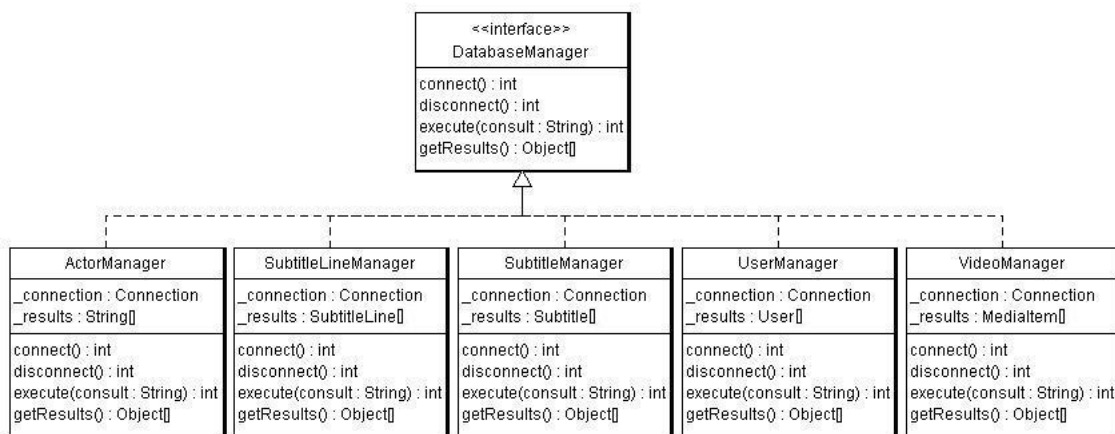 <<interface>>
DatabaseManager
connect() : int
disconnect() : int
execute(consult : String) : int
getResults() : Object[]
ActorManager
_connection : Connection
_results : String[]
connect() : int
disconnect() : int
execute(consult : String) : int
getResults() : Object[]
SubtitleLineManager
_connection : Connection
_results : SubtitleLine[]
connect() : int
disconnect() : int
execute(consult : String) : int
getResults() : Object[]
SubtitleManager
_connection : Connection
_results : Subtitle[]
connect() : int
disconnect() : int
execute(consult : String) : int
getResults() : Object[]
UserManager
_connection : Connection
_results : User[]
connect() : int
disconnect() : int
execute(consult : String) : int
getResults() : Object[]
VideoManager
_connection : Connection
_results : MediaItem[]
connect() : int
disconnect() : int
execute(consult : String) : int
getResults() : Object[]